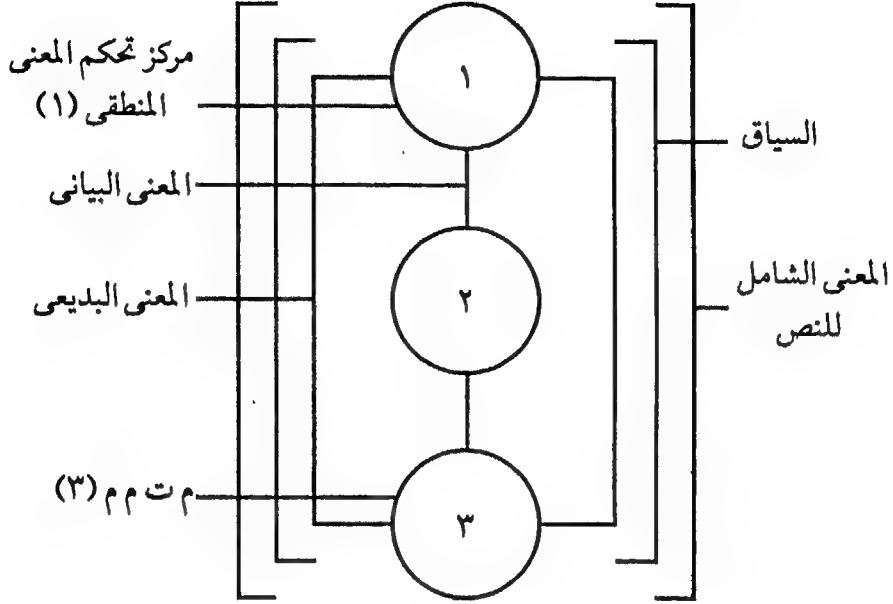 مركز تحكم المعنى
المنطقى (١)
١
السياق
المعنى البيانى
المعنى الشامل
للنص
المعنى البديعى
٢
م ت م م (٣)
٣